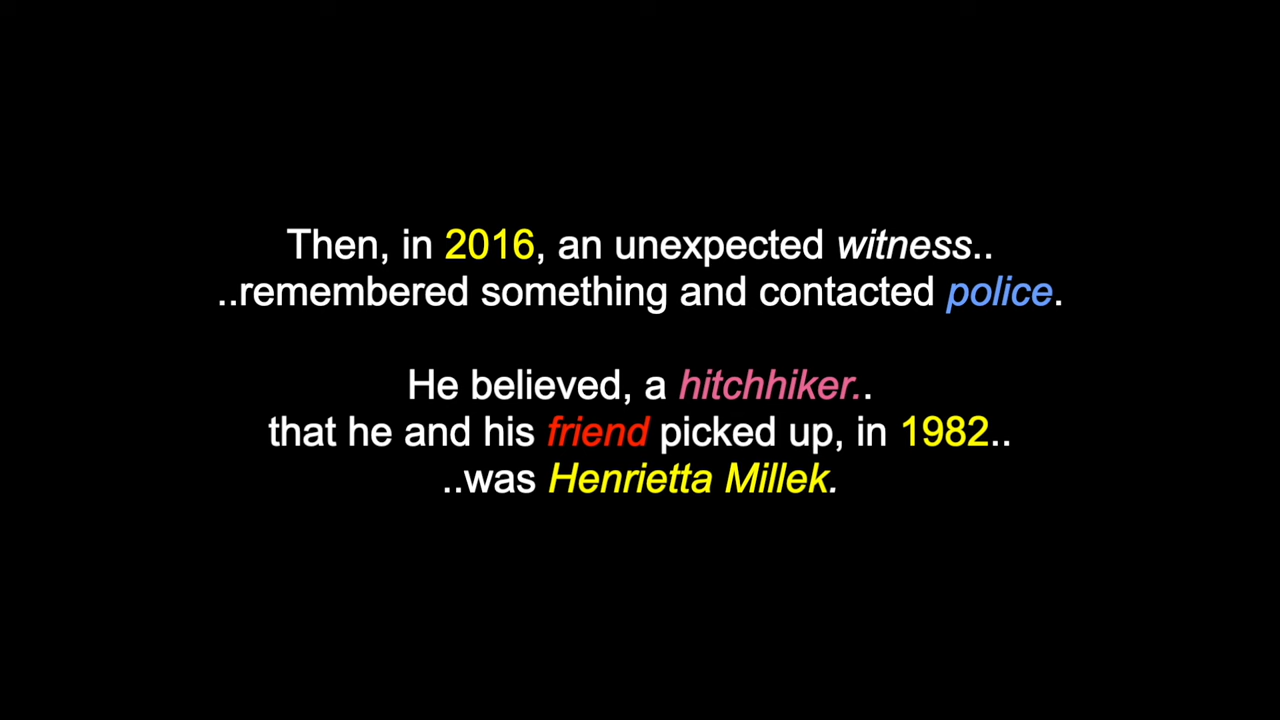 Then, in 2016, an unexpected witness..
..remembered something and contacted police.
He believed, a hitchhiker..
that he and his friend picked up, in 1982..
..was Henrietta Millek.